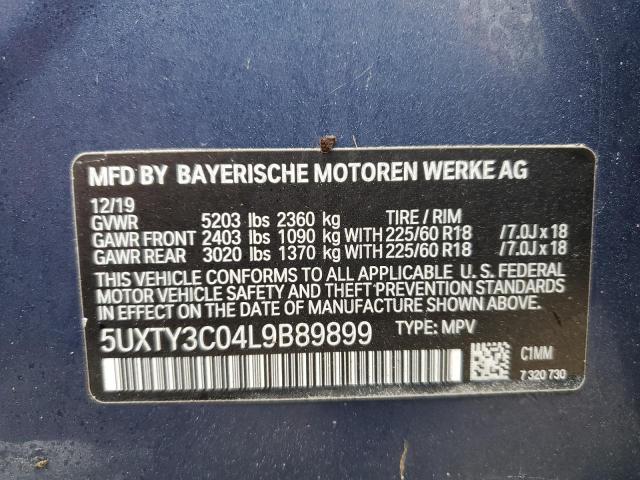 MFD BY BAYERISCHE MOTOREN WERKE AG
12/19
GVWR 5203 lbs 2360 kg TIRE / RIM
GAWR FRONT 2403 lbs 1090 kg WITH 225/60 R18 /7.0J x 18
GAWR REAR 3020 lbs 1370 kg WITH 225/60 R18 /7.0J x 18
THIS VEHICLE CONFORMS TO ALL APPLICABLE U. S. FEDERAL
MOTOR VEHICLE SAFETY AND THEFT PREVENTION STANDARDS
IN EFFECT ON THE DATE OF MANUFACTURE SHOWN ABOVE.
5UXTY3C04L9B89899 TYPE: MPV
C1MM
7 320 730